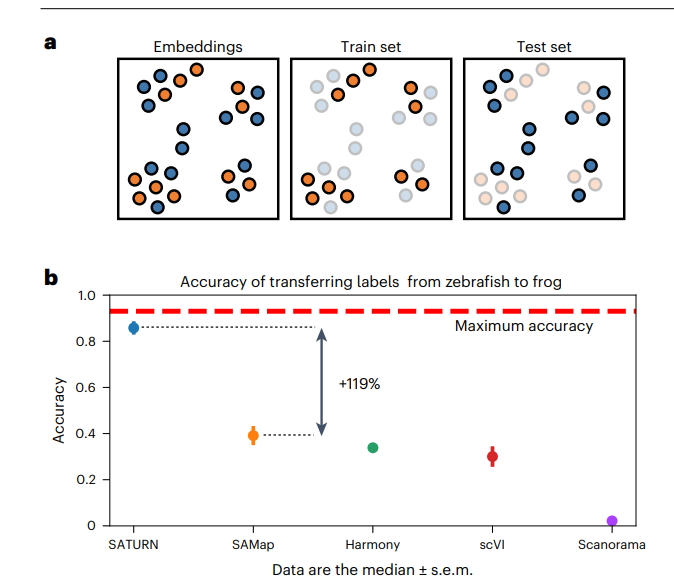 a
Embeddings Train set Test set
b
Accuracy of transferring labels from zebrafish to frog
1.0
Maximum accuracy
0.8
+119%
0.6
Accuracy
0.4
0.2
0
SATURN SAMap Harmony scVI Scanorama
Data are the median ± s.e.m.